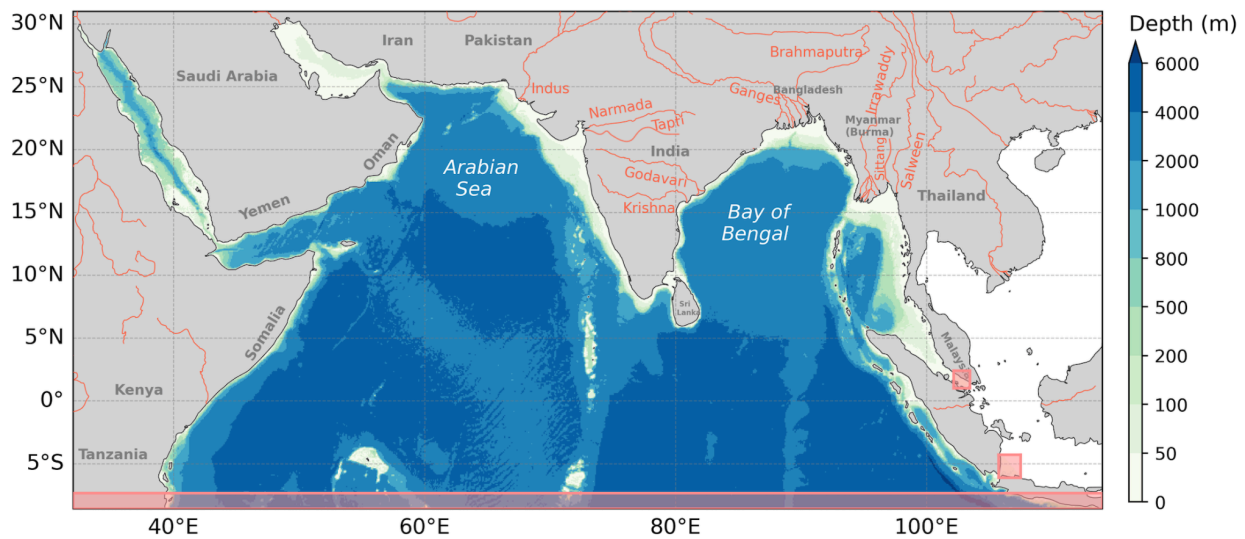 Depth (m)
30°N
25°N
20°N
15°N
10°N
5°N
0°
5°S
40°E
60°E
80°E
100°E
6000
4000
2000
1000
800
500
200
100
50
0
Iran
Pakistan
Saudi Arabia
Indus
Brahmaputra
Ganges
Bangladesh
Irrawaddy
Narmada
Tapri
Myanmar
(Burma)
Oman
India
Sittang
Salween
Arabian
Sea
Godavari
Thailand
Yemen
Krishna
Bay of
Bengal
Sri
Lanka
Somalia
Malays
Kenya
Tanzania